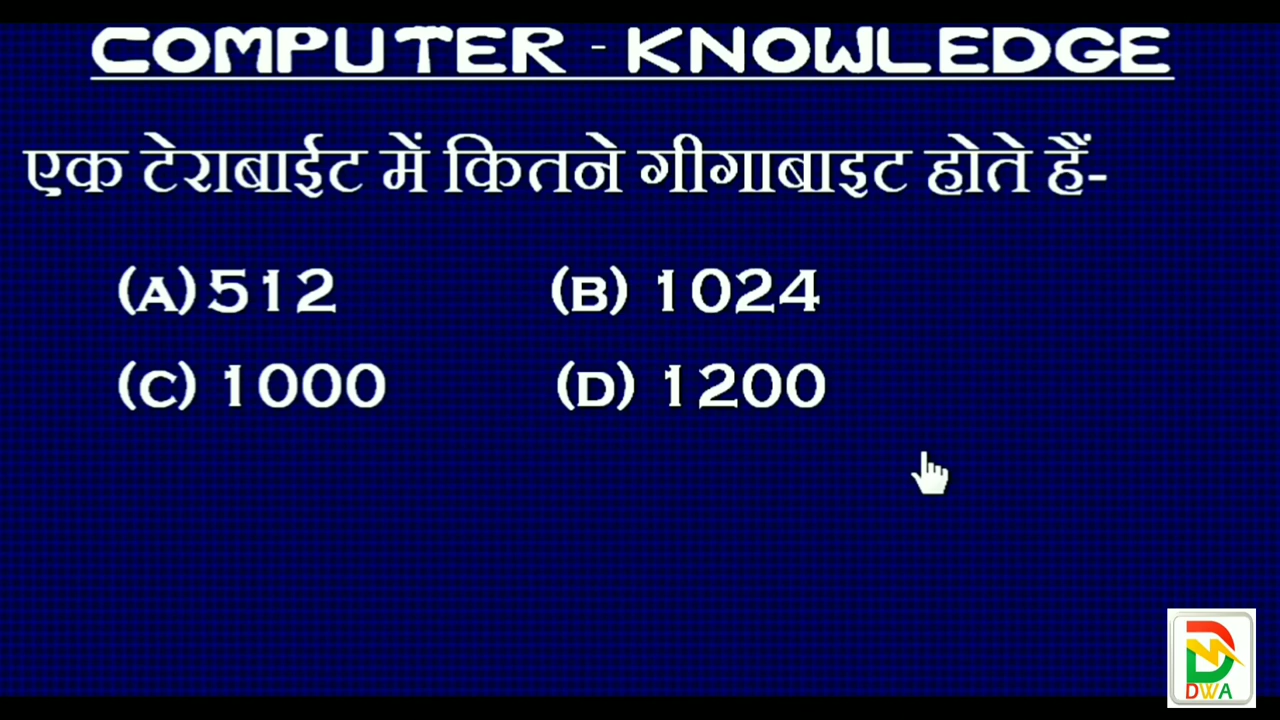 COMPUTER - KNOWLEDGE
एक टेराबाईट में कितने गीगाबाइट होते हैं-
(A) 512 (B) 1024
(C) 1000 (D) 1200
DWA